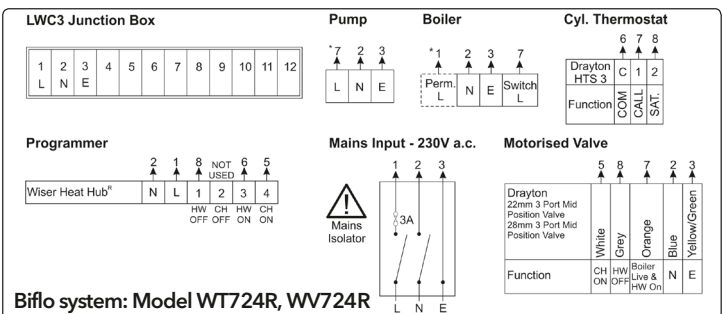 LWC3 Junction Box
1 2 3 4 5 6 7 8 9 10 11 12
L N E
Pump
*7 2 3
L N E
Boiler
*1 2 3 7
Perm. L N E Switch L
Cyl. Thermostat
6 7 8
Drayton HTS 3 C 1 2
Function COM CALL SAT.
Programmer
2 1 8 NOT USED 6 5
Wiser Heat HubR N L 1 2 3 4
HW OFF CH OFF HW ON CH ON
Mains Input - 230V a.c.
1 2 3
3A
Mains
Isolator
L N E
Motorised Valve
5 8 7 2 3
Drayton
22mm 3 Port Mid
Position Valve
28mm 3 Port Mid
Position Valve
White Grey Orange Blue Yellow/Green
Function CH ON HW OFF Boiler Live & HW On N E
Biflo system: Model WT724R, WV724R